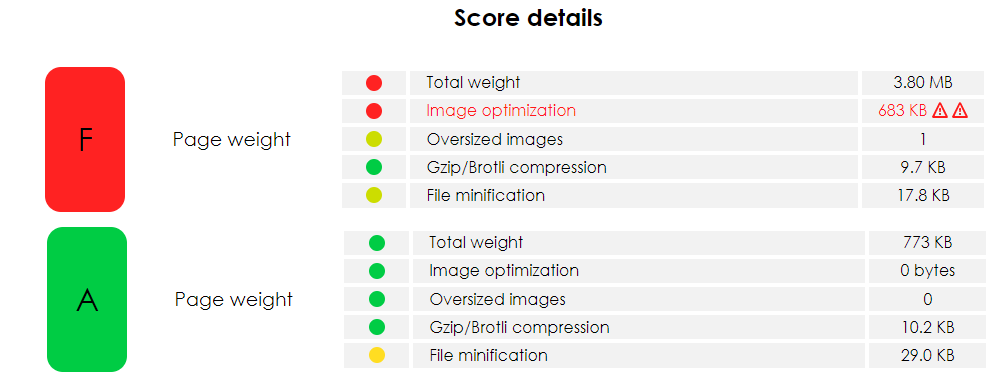 Score details
F
Page weight
Total weight 3.80 MB
Image optimization 683 KB
Oversized images 1
Gzip/Brotli compression 9.7 KB
File minification 17.8 KB
A
Page weight
Total weight 773 KB
Image optimization 0 bytes
Oversized images 0
Gzip/Brotli compression 10.2 KB
File minification 29.0 KB